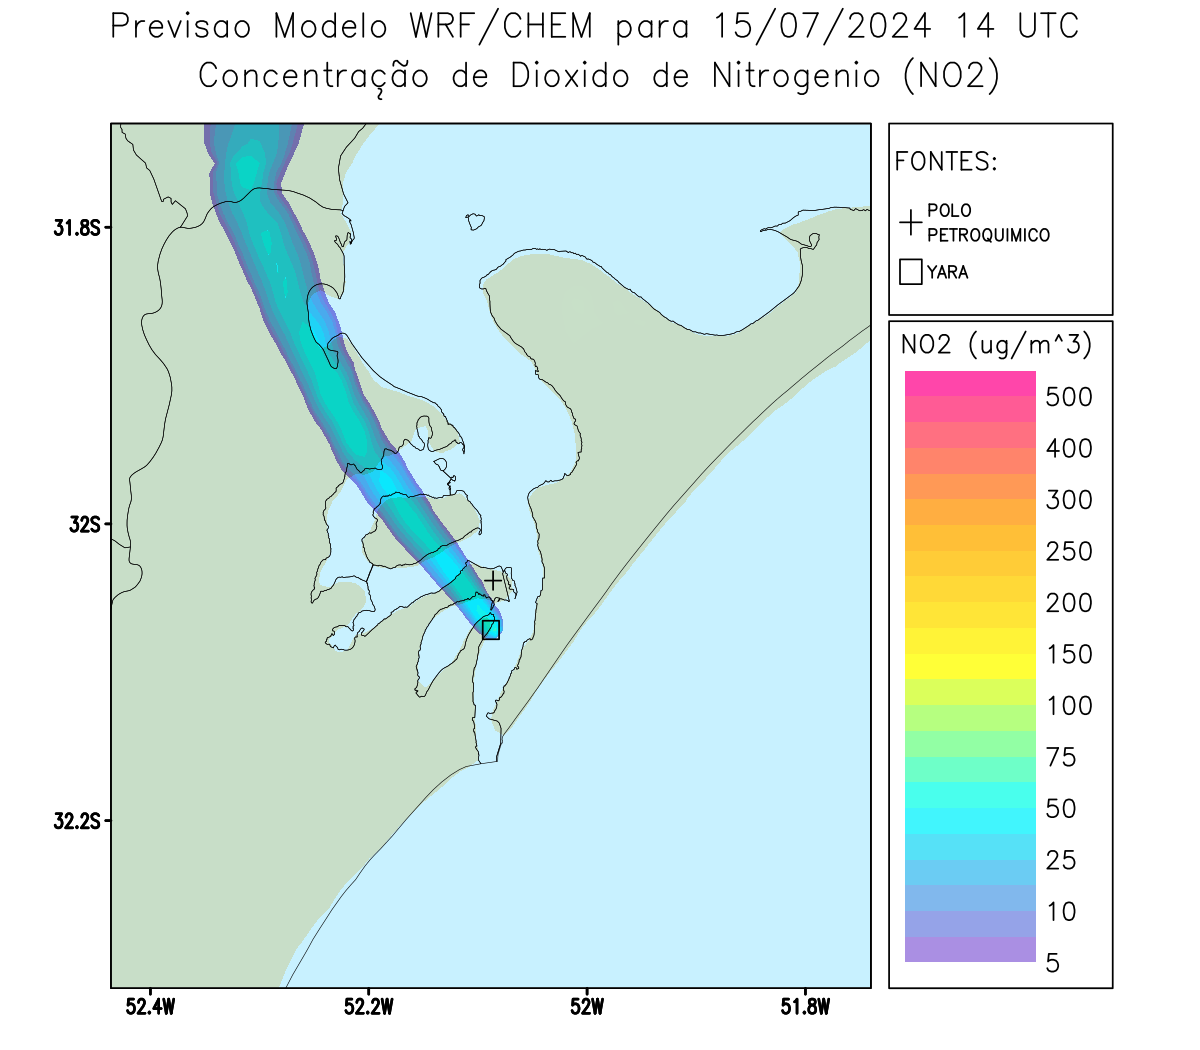 Previsao Modelo WRF/CHEM para 15/07/2024 14 UTC
Concentração de Dioxido de Nitrogenio (NO2)
FONTES:
POLO
PETROQUIMICO
YARA
NO2 (ug/m^3)
500
400
300
250
200
150
100
75
50
25
10
5
31.8S
32S
32.2S
52.4W
52.2W
52W
51.8W